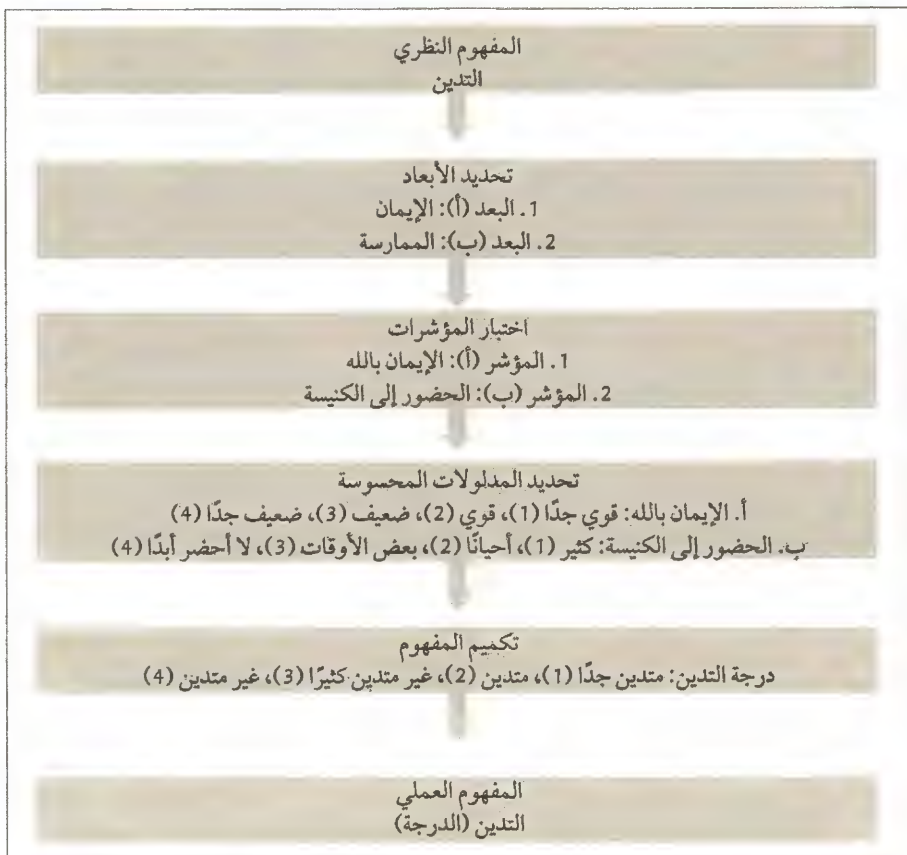 المفهوم النظري
التدين
تحديد الأبعاد
1. البعد (أ): الإيمان
2. البعد (ب): الممارسة
اختبار المؤشرات
1. المؤشر (أ): الإيمان بالله
2. المؤشر (ب): الحضور إلى الكنيسة
تحديد المدلولات المحسوسة
أ. الإيمان بالله: قوي جدًا (1)، قوي (2)، ضعيف (3)، ضعيف جدًا (4)
ب. الحضور إلى الكنيسة: كثير (1)، أحيانًا (2)، بعض الأوقات (3)، لا أحضر أبدًا (4)
تكميم المفهوم
درجة التدين: متدين جدًا (1)، متدين (2)، غير متدين كثيرًا (3)، غير متدين (4)
المفهوم العملي
التدين (الدرجة)